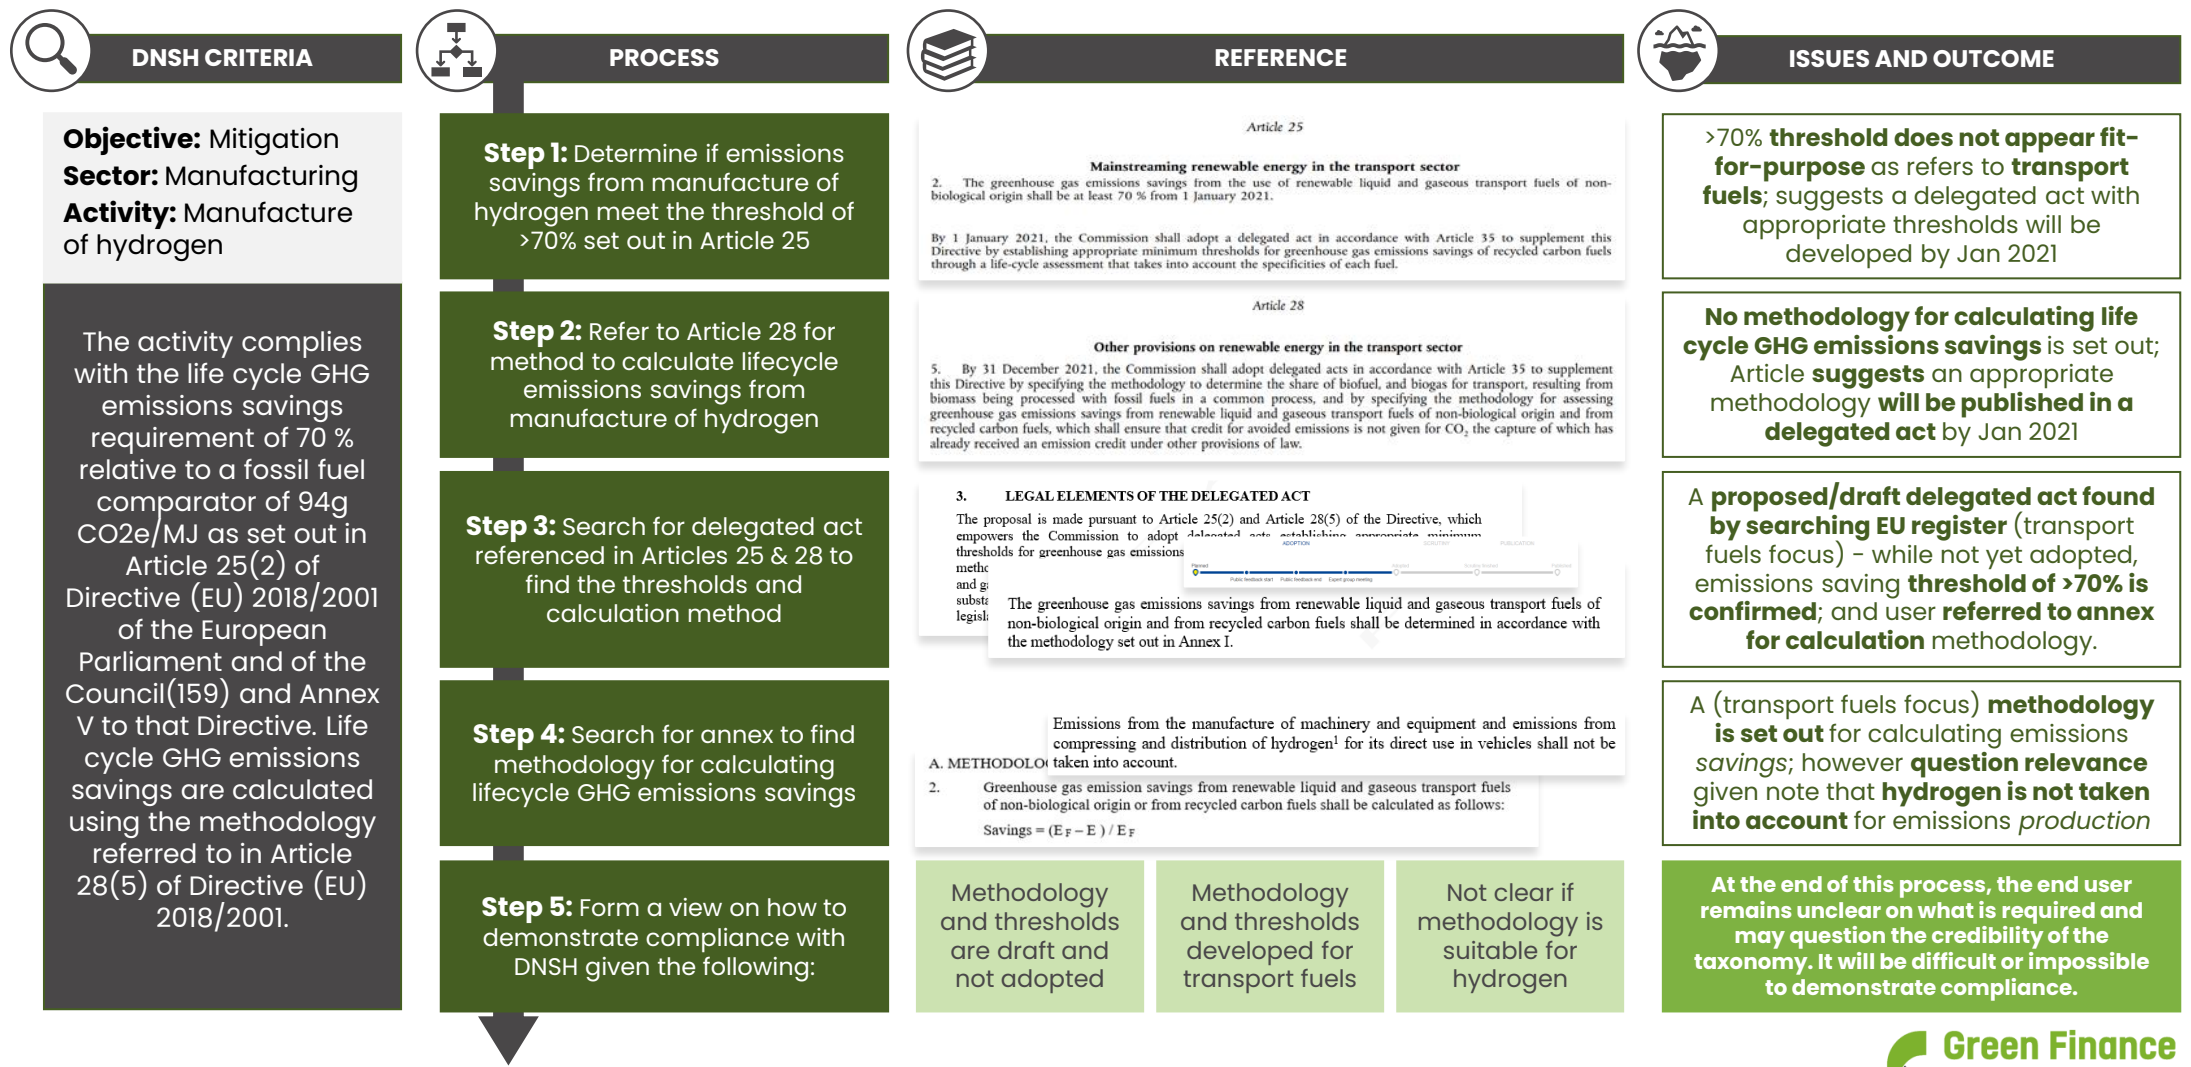 DNSH CRITERIA
Objective: Mitigation
Sector: Manufacturing
Activity: Manufacture
of hydrogen
The activity complies
with the life cycle GHG
emissions savings
requirement of 70 %
relative to a fossil fuel
comparator of 94g
CO2e/MJ as set out in
Article 25(2) of
Directive (EU) 2018/2001
of the European
Parliament and of the
Council(159) and Annex
V to that Directive. Life
cycle GHG emissions
savings are calculated
using the methodology
referred to in Article
28(5) of Directive (EU)
2018/2001.
PROCESS
Step 1: Determine if emissions
savings from manufacture of
hydrogen meet the threshold of
>70% set out in Article 25
Step 2: Refer to Article 28 for
method to calculate lifecycle
emissions savings from
manufacture of hydrogen
Step 3: Search for delegated act
referenced in Articles 25 & 28 to
find the thresholds and
calculation method
Step 4: Search for annex to find
methodology for calculating
lifecycle GHG emissions savings
Step 5: Form a view on how to
demonstrate compliance with
DNSH given the following:
REFERENCE
Article 25
Mainstreaming renewable energy in the transport sector
2. The greenhouse gas emissions savings from the use of renewable liquid and gaseous transport fuels of non-
biological origin shall be at least 70 % from 1 January 2021.
By 1 January 2021, the Commission shall adopt a delegated act in accordance with Article 35 to supplement this
Directive by establishing appropriate minimum thresholds for greenhouse gas emissions savings of recycled carbon fuels
through a life-cycle assessment that takes into account the specificities of each fuel.
Article 28
Other provisions on renewable energy in the transport sector
5. By 31 December 2021, the Commission shall adopt delegated acts in accordance with Article 35 to supplement
this Directive by specifying the methodology to determine the share of biofuel, and biogas for transport, resulting from
biomass being processed with fossil fuels in a common process, and by specifying the methodology for assessing
greenhouse gas emissions savings from renewable liquid and gaseous transport fuels of non-biological origin and from
recycled carbon fuels, which shall ensure that credit for avoided emissions is not given for CO₂ the capture of which has
already received an emission credit under other provisions of law.
3. LEGAL ELEMENTS OF THE DELEGATED ACT
The proposal is made pursuant to Article 25(2) and Article 28(5) of the Directive, which
empowers the Commission to adopt delegated acts establishing appropriate minimum
thresholds for greenhouse gas emissions
metho
and ga
substa
legisla
ADOPTION
SCRUTINY
PUBLICATION
Planned
Public feedback start
Public feedback end
Expert group meeting
Adopted
Scrutiny finished
Published
The greenhouse gas emissions savings from renewable liquid and gaseous transport fuels of
non-biological origin and from recycled carbon fuels shall be determined in accordance with
the methodology set out in Annex I.
Emissions from the manufacture of machinery and equipment and emissions from
compressing and distribution of hydrogen¹ for its direct use in vehicles shall not be
taken into account.
A. METHODOLO
2. Greenhouse gas emission savings from renewable liquid and gaseous transport fuels
of non-biological origin or from recycled carbon fuels shall be calculated as follows:
Savings = (E F – E ) / E F
Methodology
and thresholds
are draft and
not adopted
Methodology
and thresholds
developed for
transport fuels
Not clear if
methodology is
suitable for
hydrogen
ISSUES AND OUTCOME
>70% threshold does not appear fit-
for-purpose as refers to transport
fuels; suggests a delegated act with
appropriate thresholds will be
developed by Jan 2021
No methodology for calculating life
cycle GHG emissions savings is set out;
Article suggests an appropriate
methodology will be published in a
delegated act by Jan 2021
A proposed/draft delegated act found
by searching EU register (transport
fuels focus) - while not yet adopted,
emissions saving threshold of >70% is
confirmed; and user referred to annex
for calculation methodology.
A (transport fuels focus) methodology
is set out for calculating emissions
savings; however question relevance
given note that hydrogen is not taken
into account for emissions production
At the end of this process, the end user
remains unclear on what is required and
may question the credibility of the
taxonomy. It will be difficult or impossible
to demonstrate compliance.
Green Finance